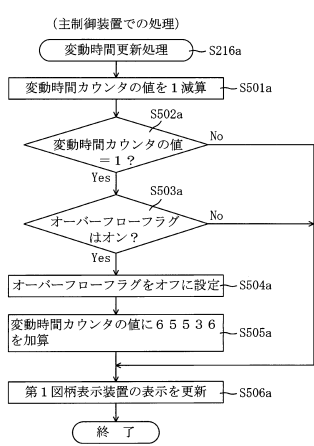 (主制御装置での処理)
変動時間更新処理
S216a
変動時間カウンタの値を1減算
S501a
S502a
変動時間カウンタの値
=1?
No
Yes
S503a
オーバーフローフラグ
はオン?
No
Yes
オーバーフローフラグをオフに設定
S504a
変動時間カウンタの値に65536
を加算
S505a
第1図柄表示装置の表示を更新
S506a
終 了